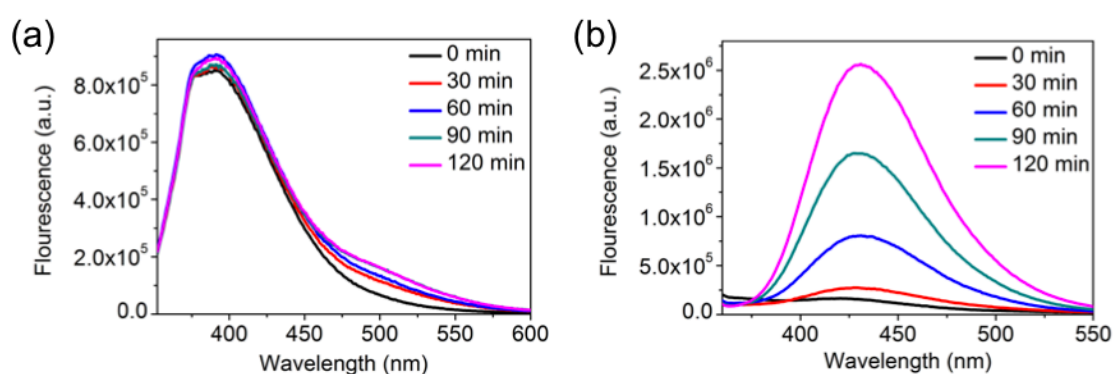 (a)
Flourescence (a.u.)
8.0x10⁵
6.0x10⁵
4.0x10⁵
2.0x10⁵
0.0
400 450 500 550 600
Wavelength (nm)
0 min
30 min
60 min
90 min
120 min
(b)
Flourescence (a.u.)
2.5x10⁶
2.0x10⁶
1.5x10⁶
1.0x10⁶
5.0x10⁵
0.0
400 450 500 550
Wavelength (nm)
0 min
30 min
60 min
90 min
120 min